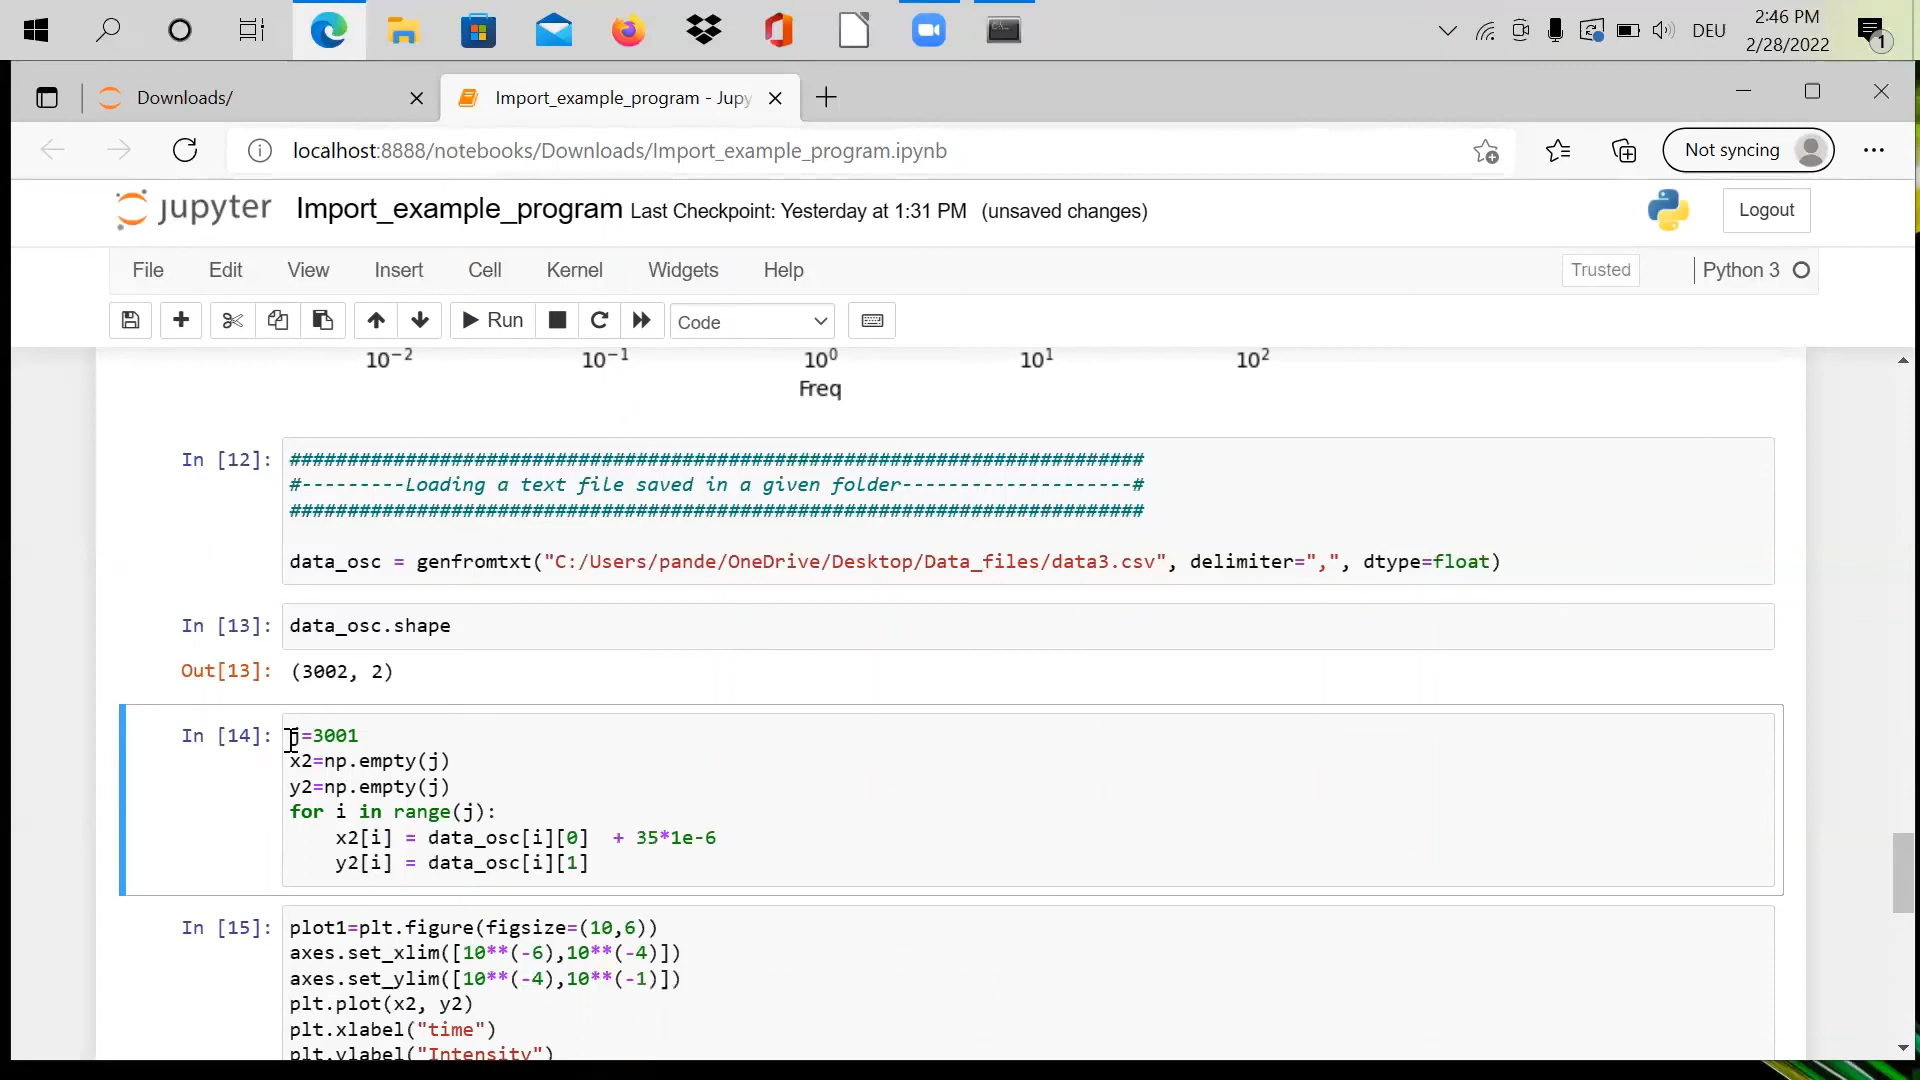 2:46 PM
DEU
2/28/2022
1
Downloads/
Import_example_program - Jupy
localhost:8888/notebooks/Downloads/Import_example_program.ipynb
Not syncing
jupyter Import_example_program Last Checkpoint: Yesterday at 1:31 PM (unsaved changes)
Logout
File Edit View Insert Cell Kernel Widgets Help
Trusted
Python 3
Run
Code
10⁻² 10⁻¹ 10⁰ 10¹ 10²
Freq
In [12]:
##########################################################################
#----------Loading a text file saved in a given folder--------------------#
##########################################################################
data_osc = genfromtxt("C:/Users/pande/OneDrive/Desktop/Data_files/data3.csv", delimiter=",", dtype=float)
In [13]: data_osc.shape
Out[13]: (3002, 2)
In [14]: j=3001
x2=np.empty(j)
y2=np.empty(j)
for i in range(j):
x2[i] = data_osc[i][0] + 35*1e-6
y2[i] = data_osc[i][1]
In [15]: plot1=plt.figure(figsize=(10,6))
axes.set_xlim([10**(-6),10**(-4)])
axes.set_ylim([10**(-4),10**(-1)])
plt.plot(x2, y2)
plt.xlabel("time")
plt.ylabel("Intensity")